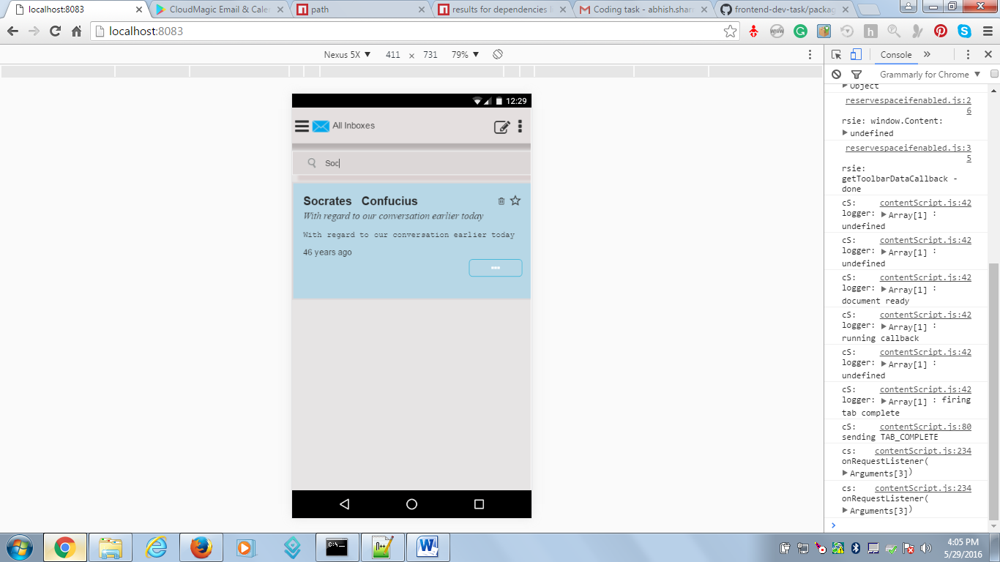 localhost:8083
CloudMagic Email & Cale
path
results for dependencies
Coding task - abhish.shar
frontend-dev-task/packag
localhost:8083
Nexus 5X ▼ 411 × 731 79% ▼
Console »
Grammarly for Chrome ▼
12:29
All Inboxes
Soc
Socrates Confucius
With regard to our conversation earlier today
With regard to our conversation earlier today
46 years ago
•••
Object
reservespaceifenabled.js:2
6
rsie: window.Content:
undefined
reservespaceifenabled.js:3
5
rsie:
getToolbarDataCallback -
done
cS: contentScript.js:42
logger: ▶Array[1] :
undefined
cS: contentScript.js:42
logger: ▶Array[1] :
undefined
cS: contentScript.js:42
logger: ▶Array[1] :
document ready
cS: contentScript.js:42
logger: ▶Array[1] :
running callback
cS: contentScript.js:42
logger: ▶Array[1] :
undefined
cS: contentScript.js:42
logger: ▶Array[1] : firing
tab complete
cS: contentScript.js:80
sending TAB_COMPLETE
cs: contentScript.js:234
onRequestListener(
▶Arguments[3])
cs: contentScript.js:234
onRequestListener(
▶Arguments[3])
4:05 PM
5/29/2016